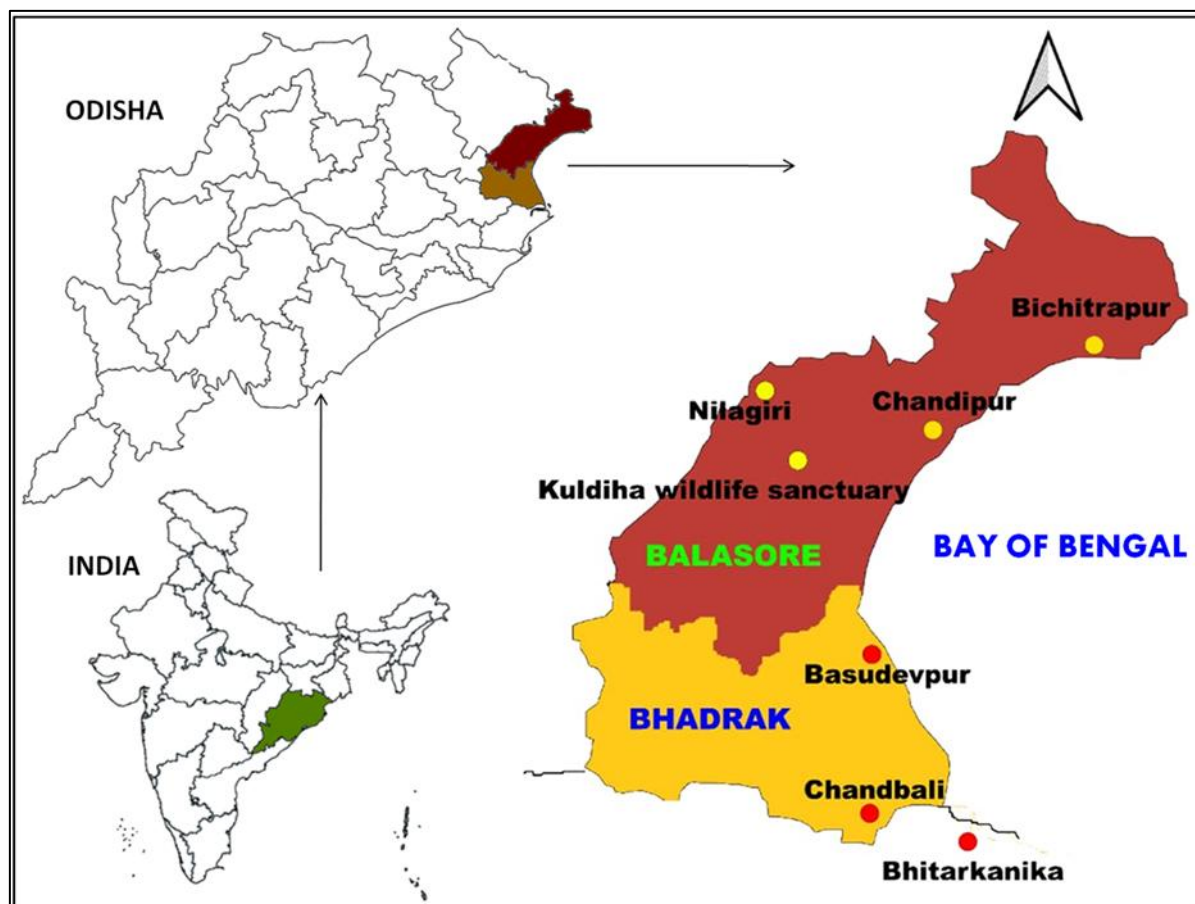 ODISHA
INDIA
Bichitrapur
Nilagiri
Chandipur
Kuldiha wildlife sanctuary
BALASORE
BAY OF BENGAL
Basudevpur
BHADRAK
Chandbali
Bhitarkanika